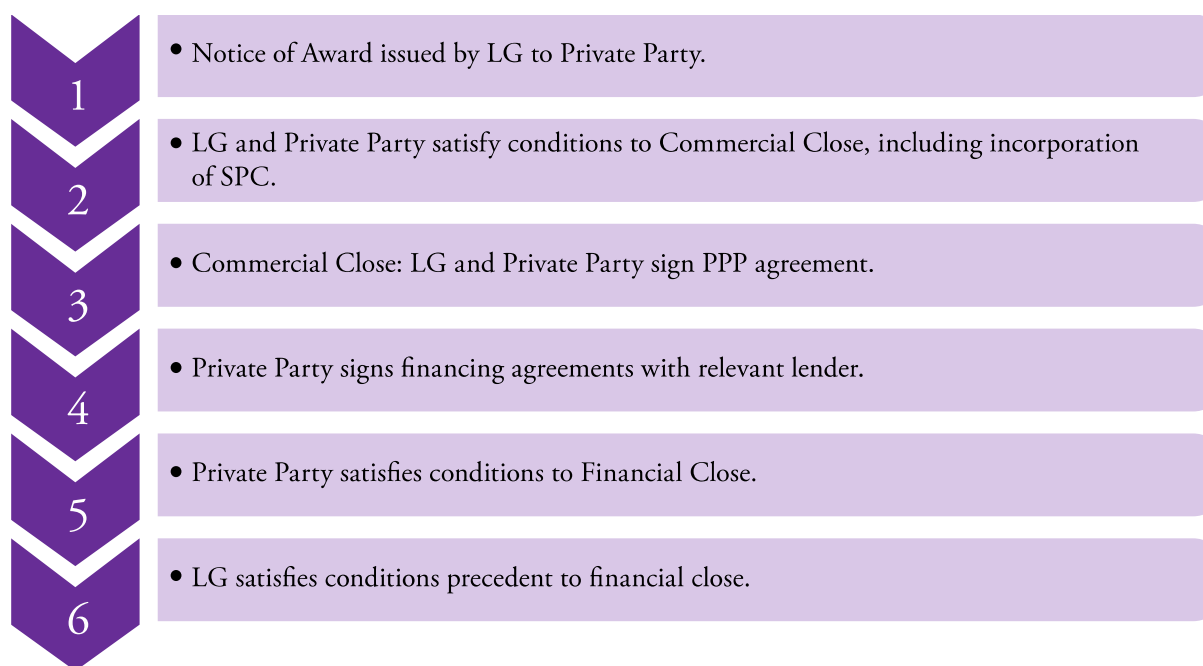 1
• Notice of Award issued by LG to Private Party.
2
• LG and Private Party satisfy conditions to Commercial Close, including incorporation
of SPC.
3
• Commercial Close: LG and Private Party sign PPP agreement.
4
• Private Party signs financing agreements with relevant lender.
5
• Private Party satisfies conditions to Financial Close.
6
• LG satisfies conditions precedent to financial close.